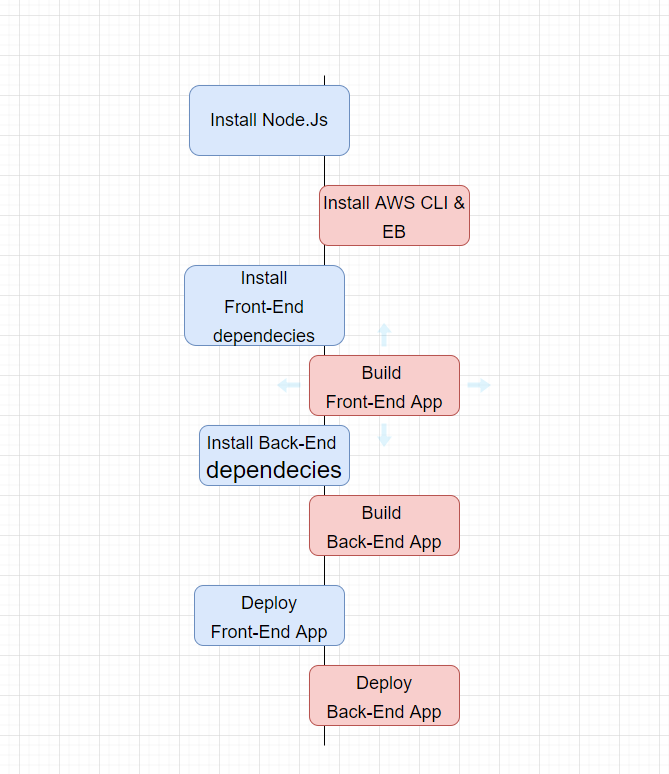 Install Node.Js
Install AWS CLI &
EB
Install
Front-End
dependecies
Build
Front-End App
Install Back-End
dependecies
Build
Back-End App
Deploy
Front-End App
Deploy
Back-End App